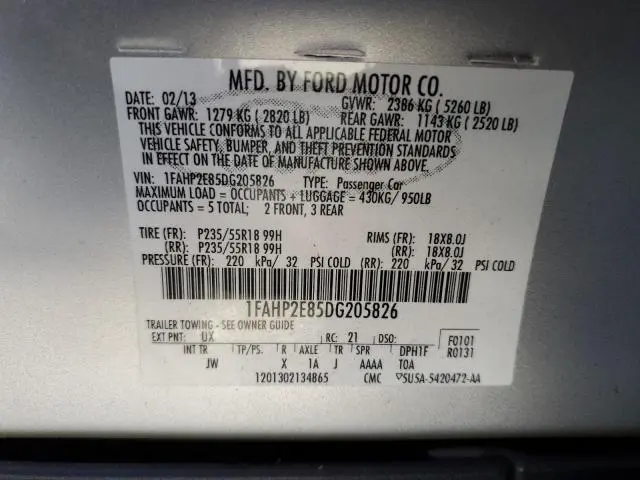 MFD. BY FORD MOTOR CO.
DATE: 02/13 GVWR: 2386 KG ( 5260 LB)
FRONT GAWR: 1279 KG ( 2820 LB) REAR GAWR: 1143 KG ( 2520 LB)
THIS VEHICLE CONFORMS TO ALL APPLICABLE FEDERAL MOTOR
VEHICLE SAFETY, BUMPER, AND THEFT PREVENTION STANDARDS
IN EFFECT ON THE DATE OF MANUFACTURE SHOWN ABOVE.
VIN: 1FAHP2E85DG205826 TYPE: Passenger Car
MAXIMUM LOAD = OCCUPANTS + LUGGAGE = 430KG/ 950LB
OCCUPANTS = 5 TOTAL; 2 FRONT, 3 REAR
TIRE (FR): P235/55R18 99H RIMS (FR): 18X8.0J
(RR): P235/55R18 99H (RR): 18X8.0J
PRESSURE (FR): 220 kPa/ 32 PSI COLD (RR): 220 kPa/ 32 PSI COLD
1FAHP2E85DG205826
TRAILER TOWING - SEE OWNER GUIDE
EXT PNT: UX RC: 21 DSO: F0101
INT TR TP/PS. R AXLE TR SPR DPH1F R0131
JW X 1A J AAAA TOA
1201302134865 CMC 5U5A-5420472-AA